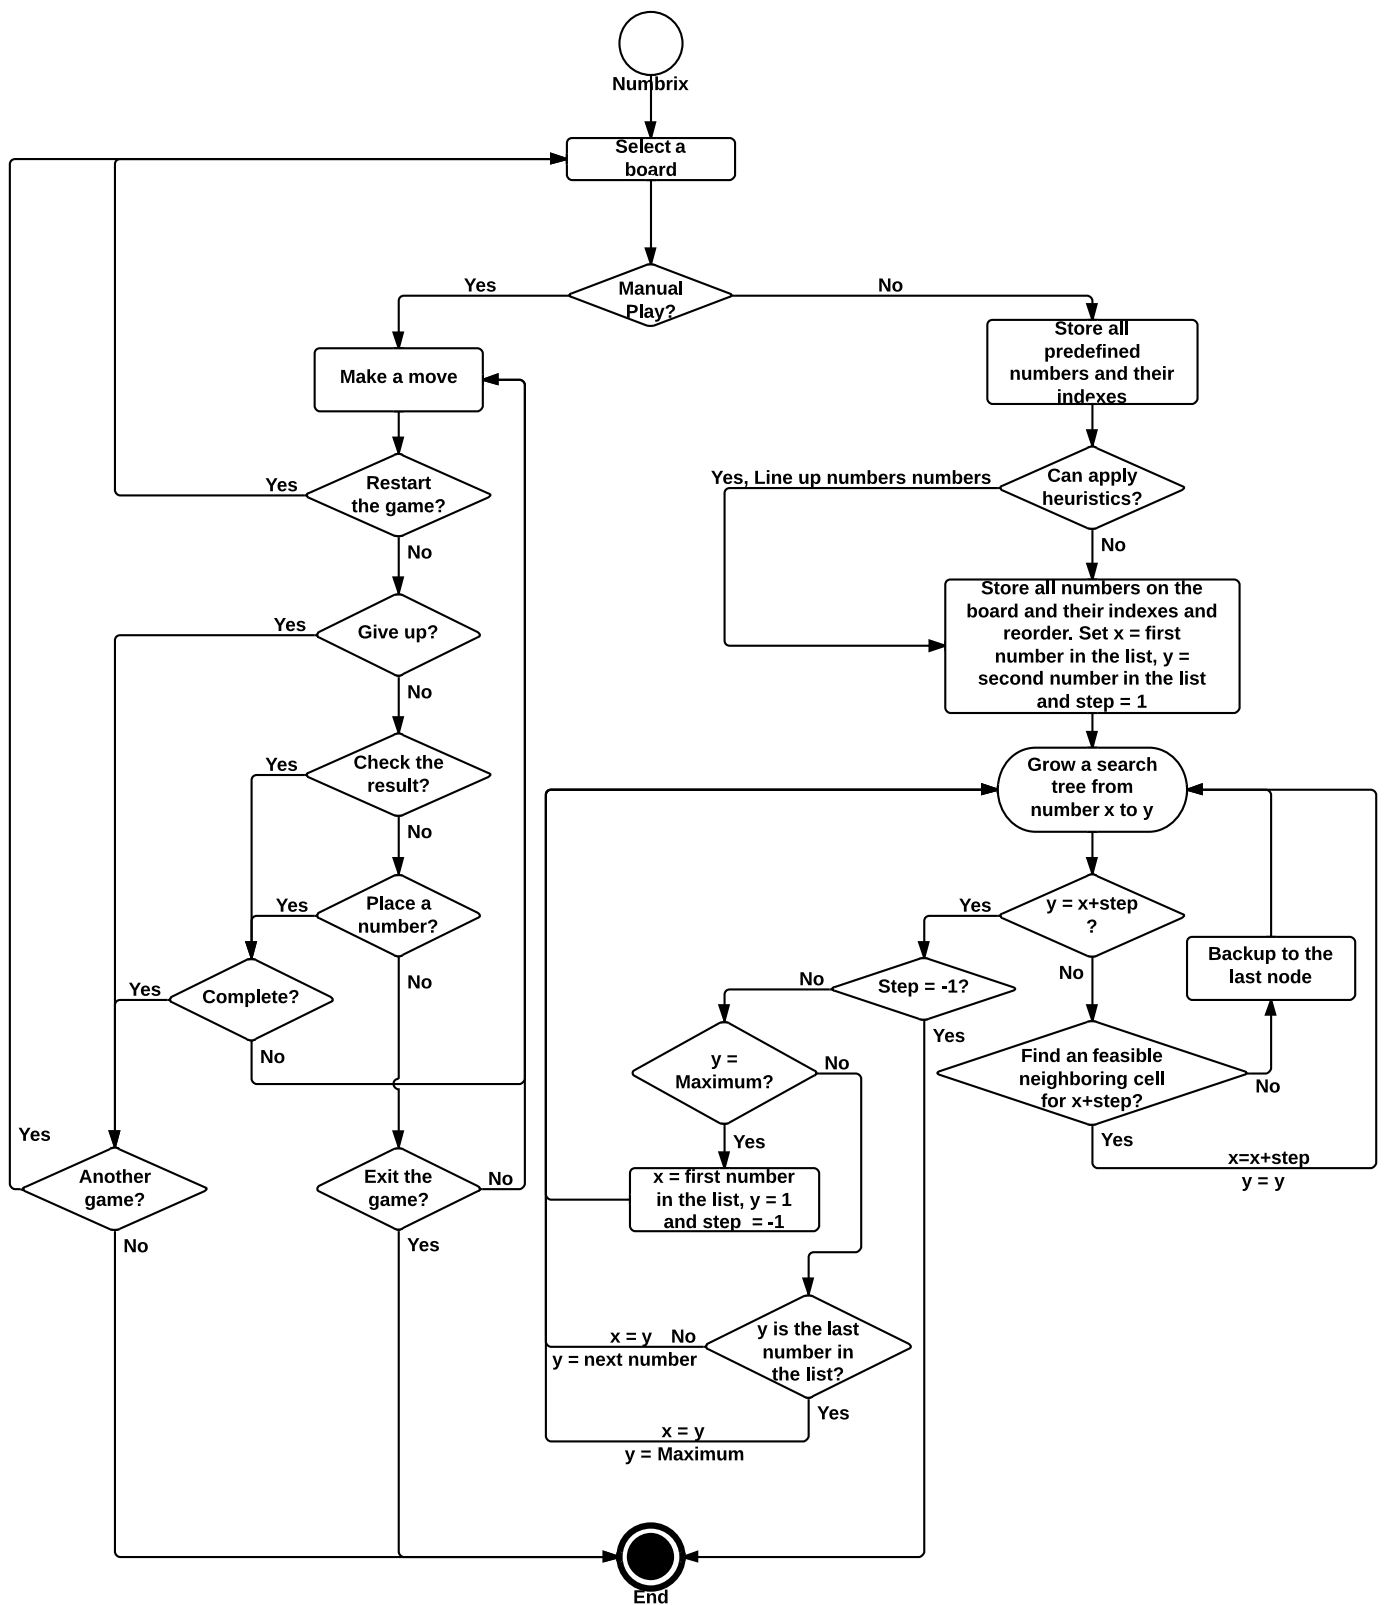 Numbrix
Select a
board
Manual
Play?
Yes
No
Make a move
Store all
predefined
numbers and their
indexes
Restart
the game?
Yes
No
Can apply
heuristics?
Yes, Line up numbers numbers
No
Store all numbers on the
board and their indexes and
reorder. Set x = first
number in the list, y =
second number in the list
and step = 1
Give up?
Yes
No
Check the
result?
Yes
No
Grow a search
tree from
number x to y
Place a
number?
Yes
No
y = x+step
?
Yes
No
Backup to the
last node
Complete?
Yes
No
Step = -1?
No
Yes
y =
Maximum?
No
Yes
Find an feasible
neighboring cell
for x+step?
No
Yes
x=x+step
y = y
Another
game?
Yes
No
Exit the
game?
No
Yes
x = first number
in the list, y = 1
and step = -1
y is the last
number in
the list?
x = y No
y = next number
Yes
x = y
y = Maximum
End